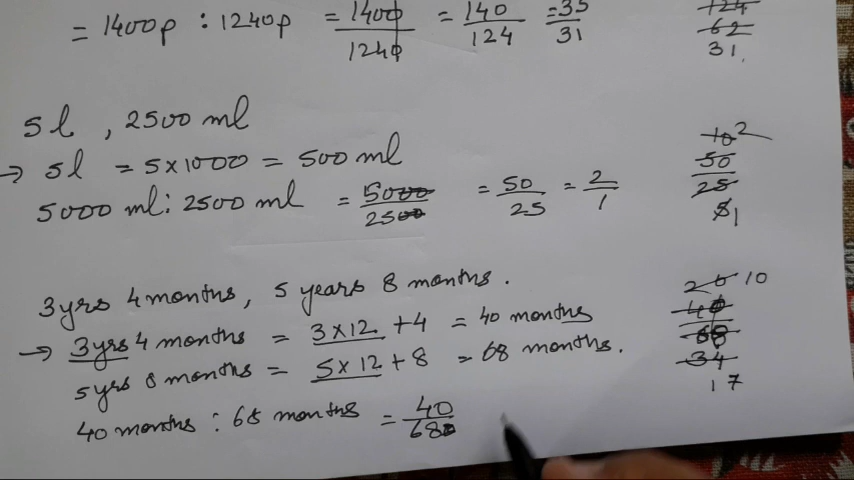 = 1400p : 1240p = 1400/1240 = 140/124 = 35/31
124
62
31
5l , 2500 ml
→ 5l = 5×1000 = 500 ml
5000 ml : 2500 ml = 5000/2500 = 50/25 = 2/1
10 2
50
25
5 1
3yrs 4months, 5 years 8 months.
→ 3yrs 4 months = 3×12 + 4 = 40 months
5yrs 8 months = 5×12 + 8 = 68 months.
40 months : 68 months = 40/68
20 10
40
68
34
17